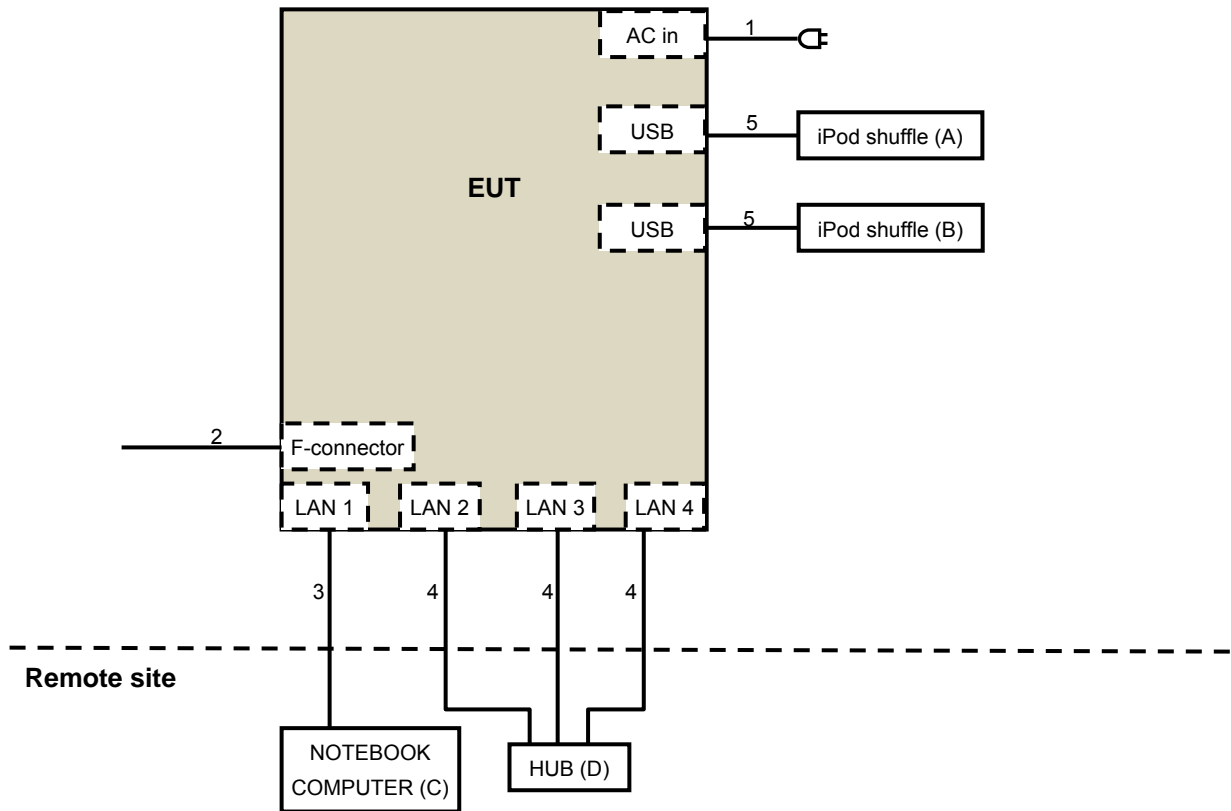 AC in
1
USB
5
iPod shuffle (A)
EUT
USB
5
iPod shuffle (B)
2
F-connector
LAN 1
LAN 2
LAN 3
LAN 4
3
4
4
4
Remote site
NOTEBOOK
COMPUTER (C)
HUB (D)